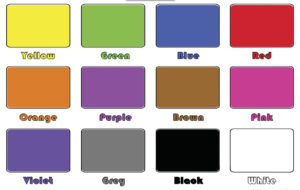 Yellow Green Blue Red
Orange Purple Brown Pink
Violet Grey Black White